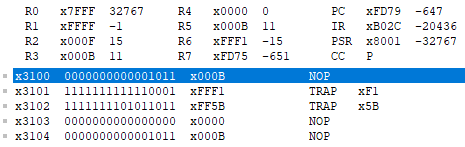 R0 x7FFF 32767 R4 x0000 0 PC xFD79 -647
R1 xFFFF -1 R5 x000B 11 IR xB02C -20436
R2 x000F 15 R6 xFFF1 -15 PSR x8001 -32767
R3 x000B 11 R7 xFD75 -651 CC P
x3100 0000000000001011 x000B NOP
x3101 1111111111110001 xFFF1 TRAP xF1
x3102 1111111101011011 xFF5B TRAP x5B
x3103 0000000000000000 x0000 NOP
x3104 0000000000001011 x000B NOP